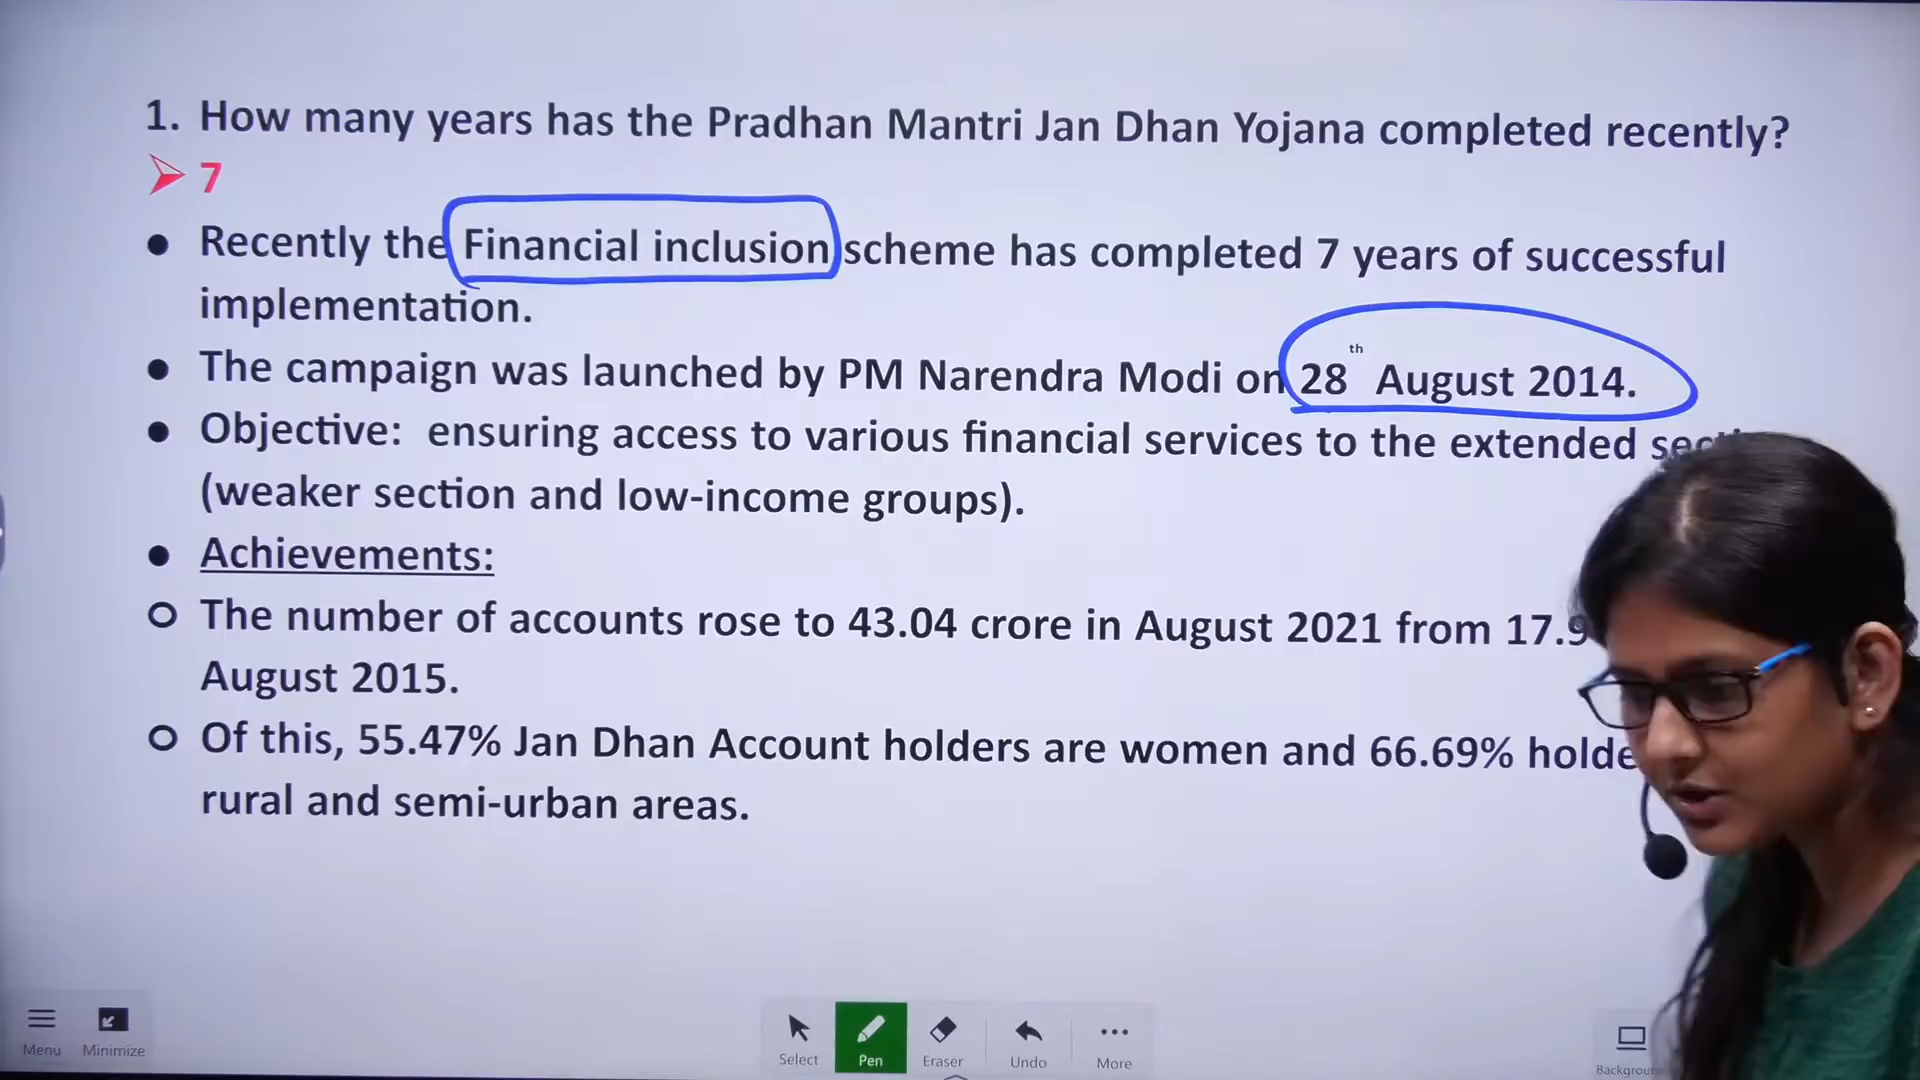 1. How many years has the Pradhan Mantri Jan Dhan Yojana completed recently?
7
Recently the Financial inclusion scheme has completed 7 years of successful
implementation.
The campaign was launched by PM Narendra Modi on 28th August 2014.
Objective: ensuring access to various financial services to the extended
(weaker section and low-income groups).
Achievements:
The number of accounts rose to 43.04 crore in August 2021 from 17.9
August 2015.
Of this, 55.47% Jan Dhan Account holders are women and 66.69%
rural and semi-urban areas.
Menu Minimize Select Pen Eraser Undo More